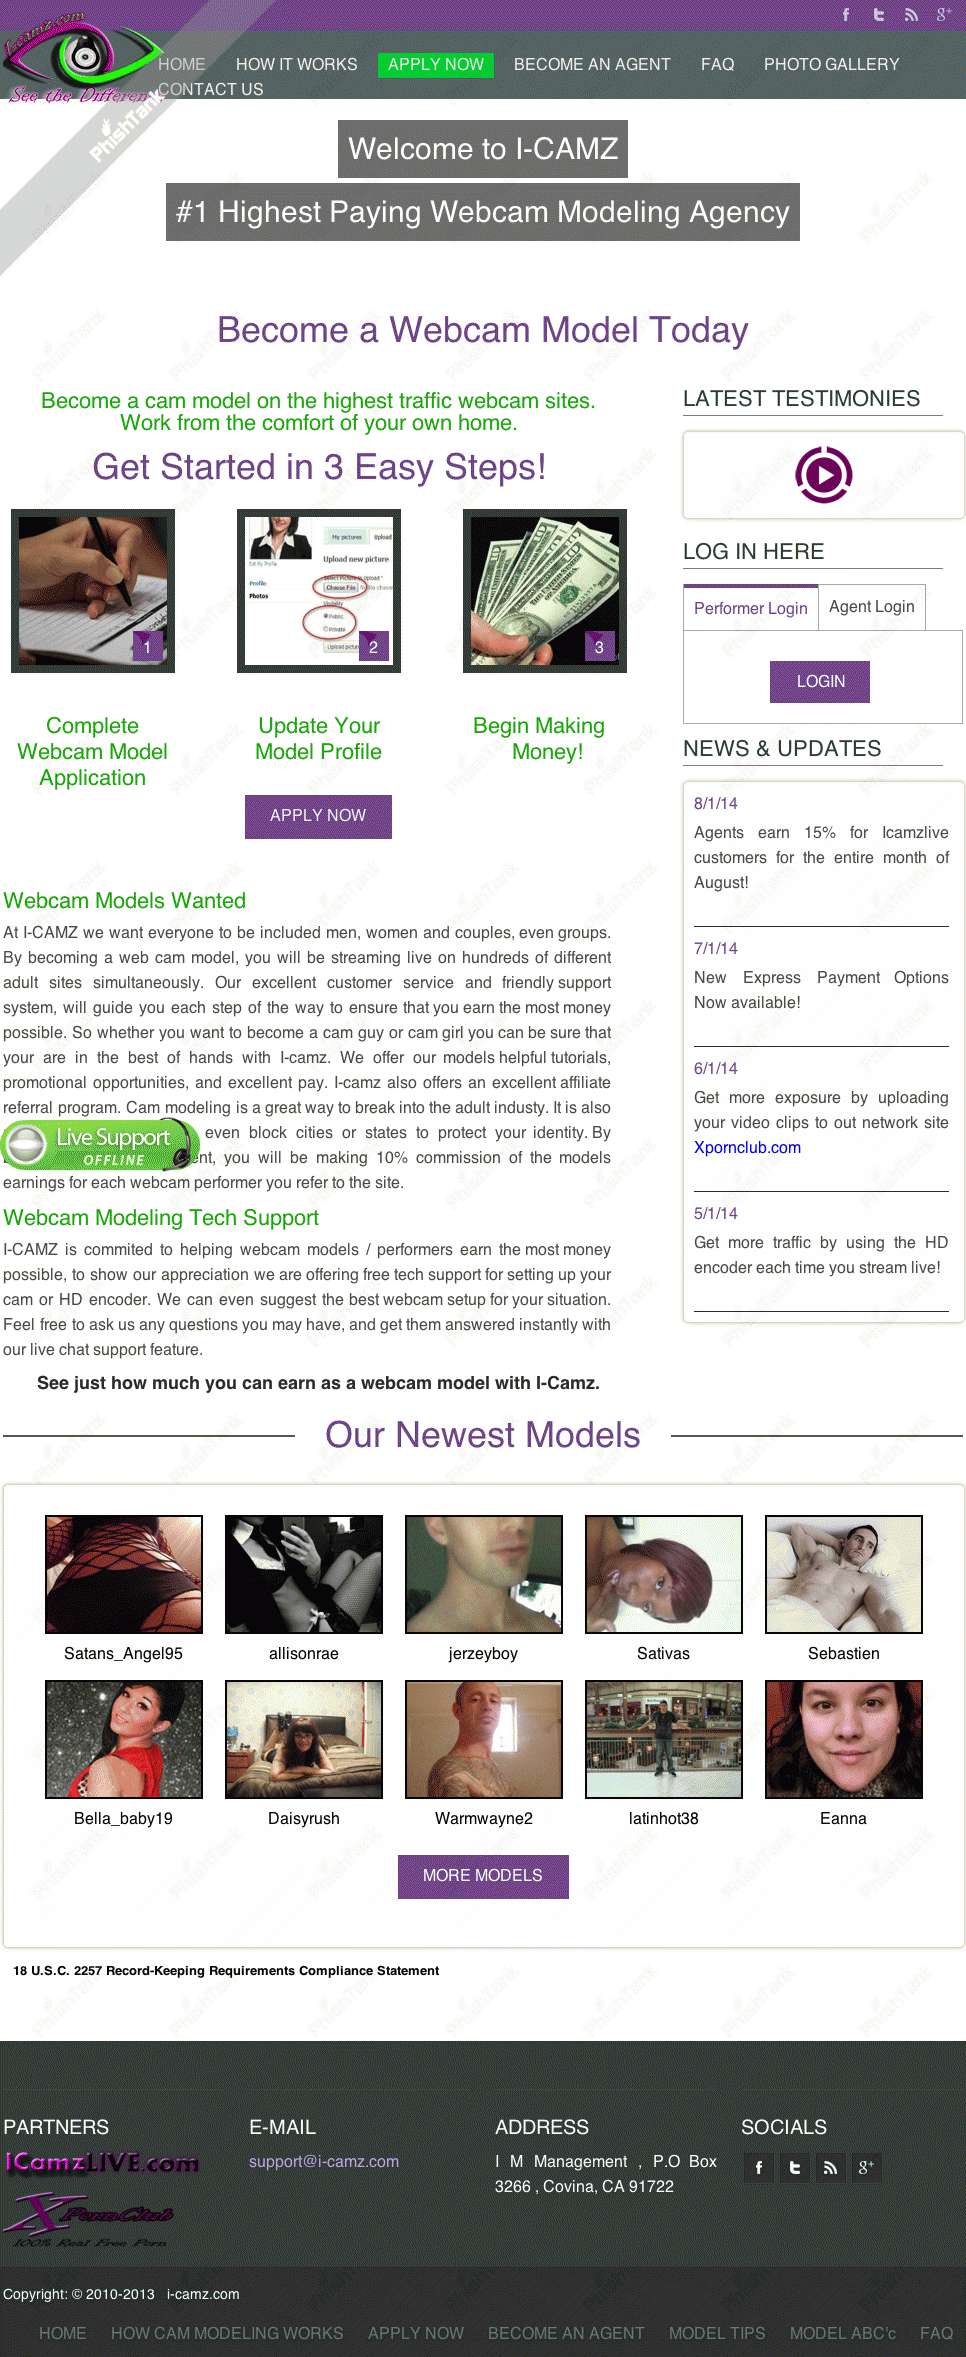 i-camz.com
See the Different
HOME HOW IT WORKS APPLY NOW BECOME AN AGENT FAQ PHOTO GALLERY
CONTACT US
PhishTank
Welcome to I-CAMZ
#1 Highest Paying Webcam Modeling Agency
Become a Webcam Model Today
Become a cam model on the highest traffic webcam sites.
Work from the comfort of your own home.
Get Started in 3 Easy Steps!
My pictures Upload
Upload new picture
Edit My Profile
Profile
Photos
Choose File
Visibility
Public
Private
1
2
3
Complete
Webcam Model
Application
Update Your
Model Profile
Begin Making
Money!
APPLY NOW
Webcam Models Wanted
At I-CAMZ we want everyone to be included men, women and couples, even groups.
By becoming a web cam model, you will be streaming live on hundreds of different
adult sites simultaneously. Our excellent customer service and friendly support
system, will guide you each step of the way to ensure that you earn the most money
possible. So whether you want to become a cam guy or cam girl you can be sure that
your are in the best of hands with I-camz. We offer our models helpful tutorials,
promotional opportunities, and excellent pay. I-camz also offers an excellent affiliate
referral program. Cam modeling is a great way to break into the adult industy. It is also
even block cities or states to protect your identity. By
you will be making 10% commission of the models
earnings for each webcam performer you refer to the site.
Live Support
OFFLINE
Webcam Modeling Tech Support
I-CAMZ is commited to helping webcam models / performers earn the most money
possible, to show our appreciation we are offering free tech support for setting up your
cam or HD encoder. We can even suggest the best webcam setup for your situation.
Feel free to ask us any questions you may have, and get them answered instantly with
our live chat support feature.
See just how much you can earn as a webcam model with I-Camz.
LATEST TESTIMONIES
LOG IN HERE
Performer Login Agent Login
LOGIN
NEWS & UPDATES
8/1/14
Agents earn 15% for Icamzlive
customers for the entire month of
August!
7/1/14
New Express Payment Options
Now available!
6/1/14
Get more exposure by uploading
your video clips to out network site
Xpornclub.com
5/1/14
Get more traffic by using the HD
encoder each time you stream live!
Our Newest Models
Satans_Angel95 allisonrae jerzeyboy Sativas Sebastien
Bella_baby19 Daisyrush Warmwayne2 latinhot38 Eanna
MORE MODELS
18 U.S.C. 2257 Record-Keeping Requirements Compliance Statement
PARTNERS
ICamzLIVE.com
XPornClub
100% Real Free Porn
E-MAIL
support@i-camz.com
ADDRESS
I M Management , P.O Box
3266 , Covina, CA 91722
SOCIALS
Copyright: © 2010-2013 i-camz.com
HOME HOW CAM MODELING WORKS APPLY NOW BECOME AN AGENT MODEL TIPS MODEL ABC'c FAQ